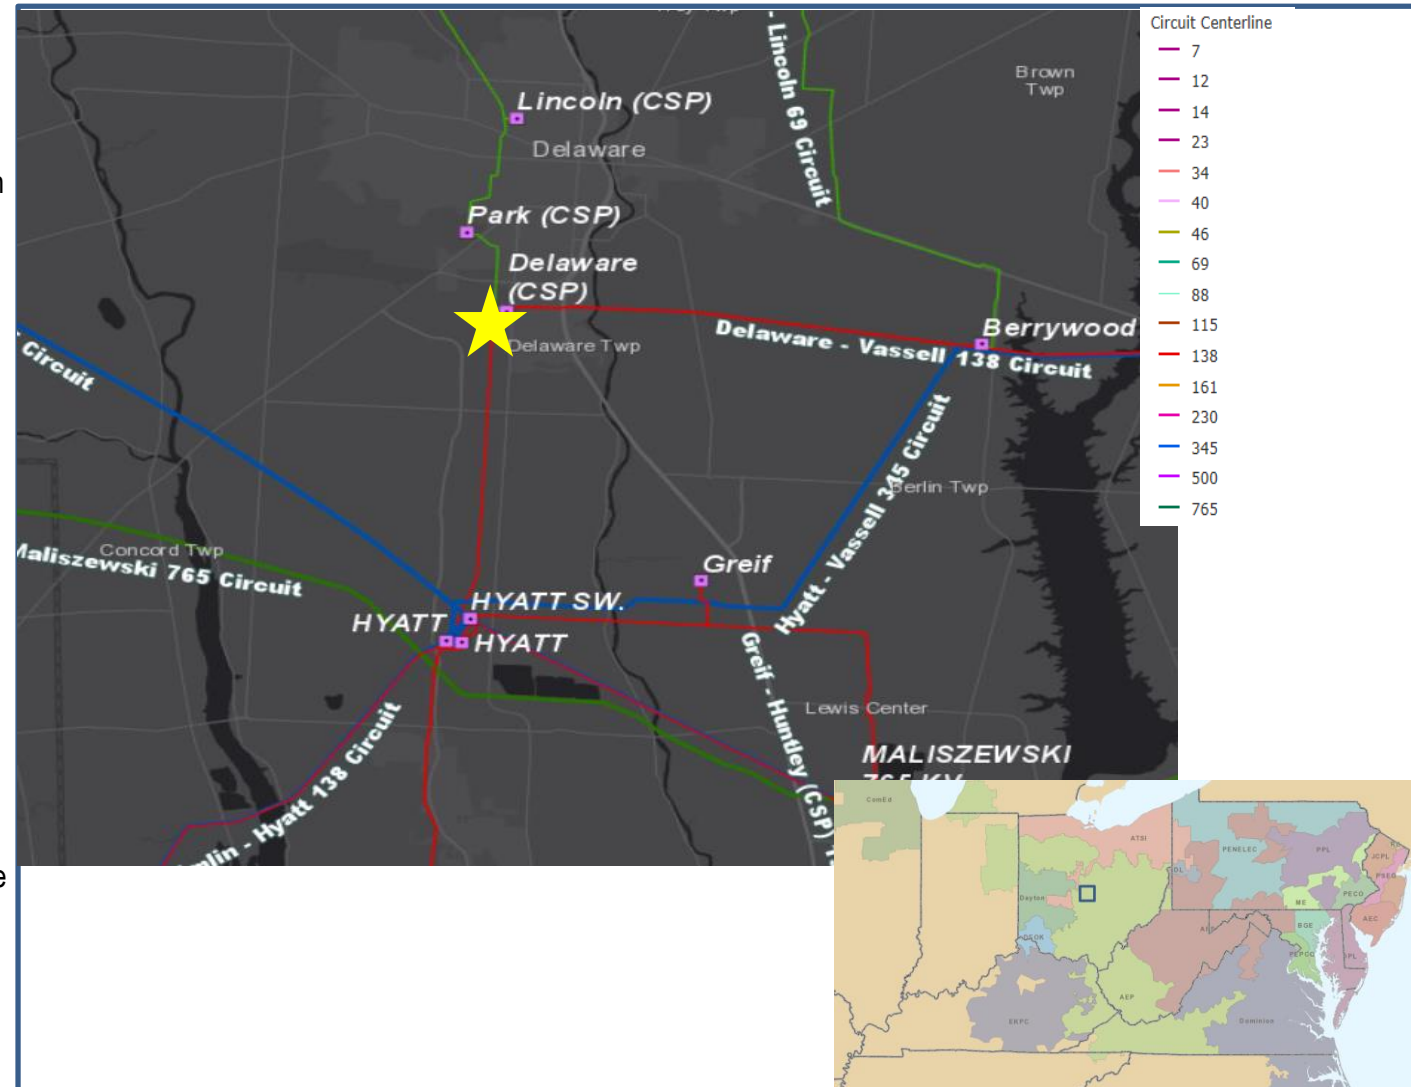 Lincoln (CSP)
Delaware
- Lincoln 69 Circuit
Brown
Twp
Park (CSP)
Delaware
(CSP)
Delaware Twp
Berrywood
Delaware - Vassell 138 Circuit
Circuit
Hyatt - Vassell 345 Circuit
Berlin Twp
Concord Twp
Maliszewski 765 Circuit
Greif
HYATT SW.
HYATT
HYATT
Lewis Center
Greif - Huntley (CSP)
MALISZEWSKI
765 KV
mlin - Hyatt 138 Circuit
Circuit Centerline
7
12
14
23
34
40
46
69
88
115
138
161
230
345
500
765
ComEd
ATSI
PENELEC
PPL
JCPL
PSEG
PECO
ME
AEC
BGE
PEPCO
DPL
Dayton
DEOK
AEP
EKPC
Dominion